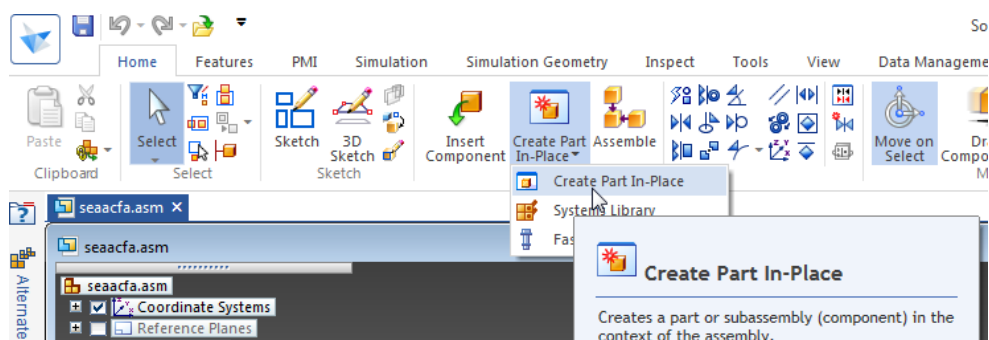 So
Home Features PMI Simulation Simulation Geometry Inspect Tools View Data Manageme
Paste
Select
Sketch
3D
Sketch
Insert
Component
Create Part
In-Place
Assemble
Move on
Select
Dra
Compo
Clipboard
Select
Sketch
M
Create Part In-Place
Systems Library
Fas
seaacfa.asm
seaacfa.asm
seaacfa.asm
Coordinate Systems
Reference Planes
Alternate
Create Part In-Place
Creates a part or subassembly (component) in the
context of the assembly.